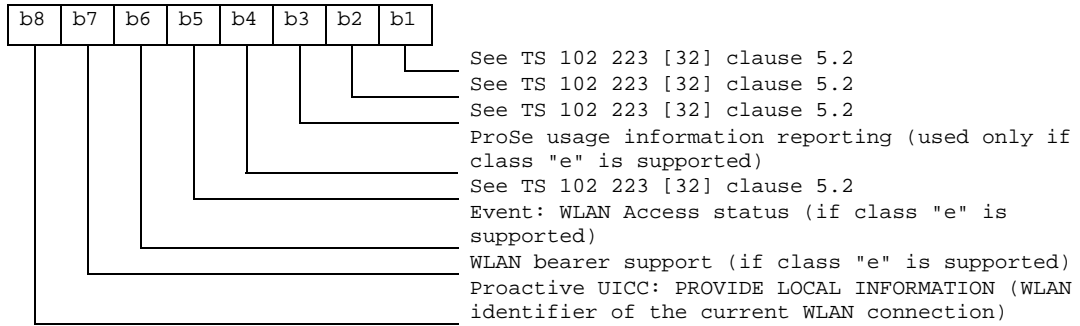 b8 b7 b6 b5 b4 b3 b2 b1
See TS 102 223 [32] clause 5.2
See TS 102 223 [32] clause 5.2
See TS 102 223 [32] clause 5.2
ProSe usage information reporting (used only if
class "e" is supported)
See TS 102 223 [32] clause 5.2
Event: WLAN Access status (if class "e" is
supported)
WLAN bearer support (if class "e" is supported)
Proactive UICC: PROVIDE LOCAL INFORMATION (WLAN
identifier of the current WLAN connection)